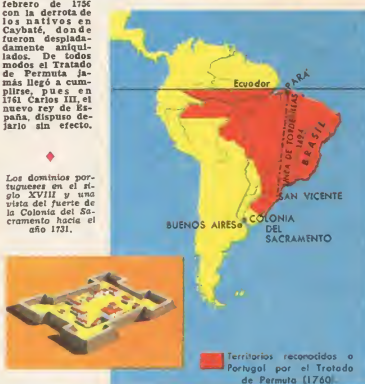 febrero de 1756
con la derrota de
los nativos en
Caybaté, donde
fueron desplada-
damente aniqui-
lados. De todos
modos el Tratado
de Permuta ja-
más llegó a cum-
plirse, pues en
1761 Carlos III, el
nuevo rey de Es-
paña, dispuso de-
jarlo sin efecto.
Los dominios por-
tugueses en el si-
glo XVIII y una
vista del fuerte de
la Colonia del Sa-
cramento hacia el
año 1731.
Ecuador
PARÁ
LINEA DE TORDESILLAS
1494
BRASIL
SAN VICENTE
BUENOS AIRES
COLONIA
DEL
SACRAMENTO
Territorios reconocidos a
Portugal por el Tratado
de Permuta (1760).